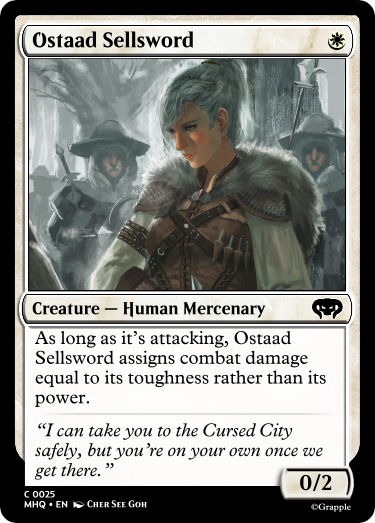 Ostaad Sellsword
Creature — Human Mercenary
As long as it's attacking, Ostaad
Sellsword assigns combat damage
equal to its toughness rather than its
power.
"I can take you to the Cursed City
safely, but you're on your own once we
get there."
0/2
C 0025
MHQ • EN Cher See Goh
©Grapple